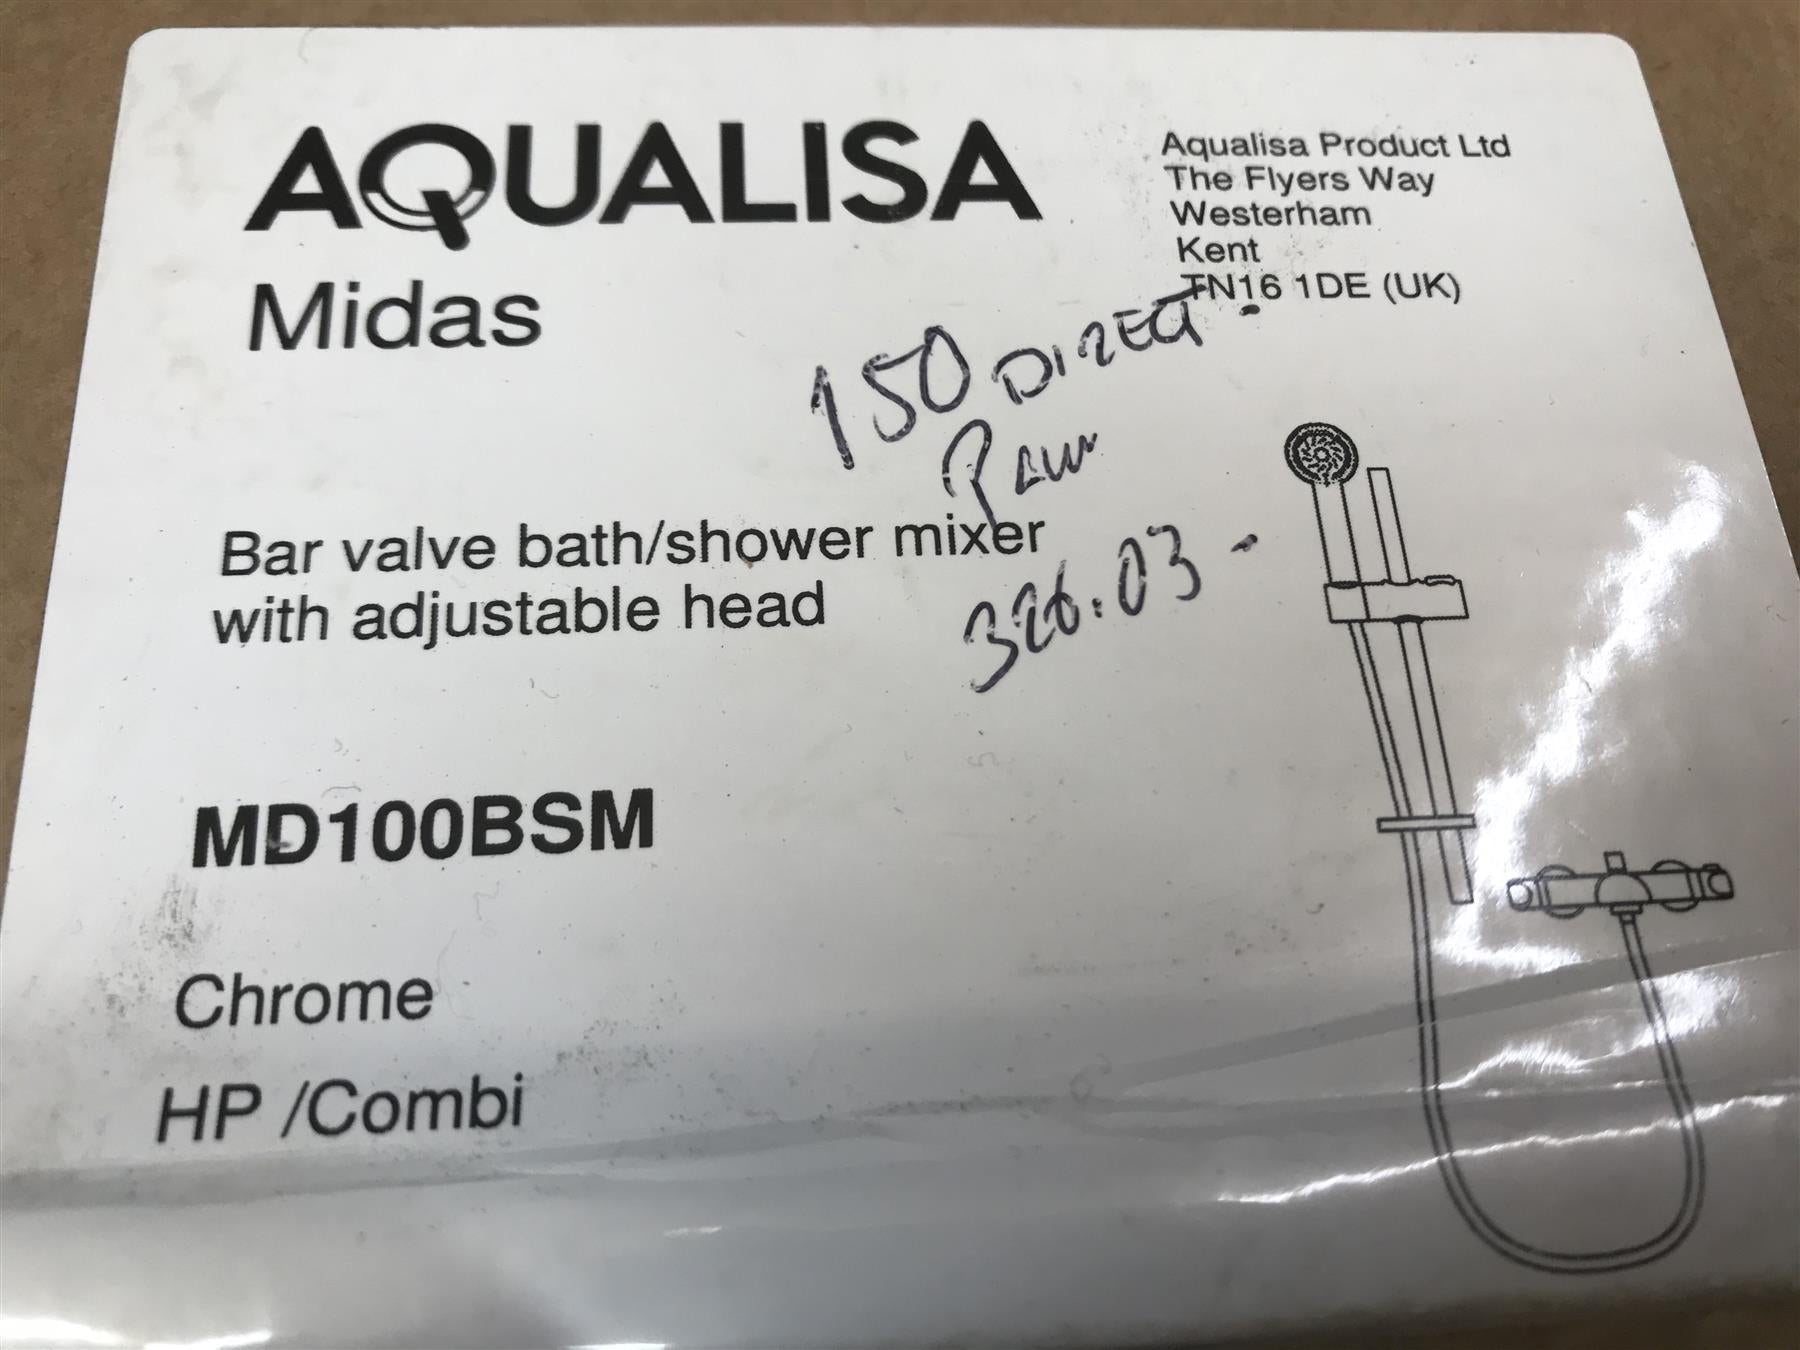 AQUALISA
Midas
Aqualisa Product Ltd
The Flyers Way
Westerham
Kent
TN16 1DE (UK)
150 DIRECT.
Bar valve bath/shower mixer
with adjustable head
326.03 -
MD100BSM
Chrome
HP /Combi